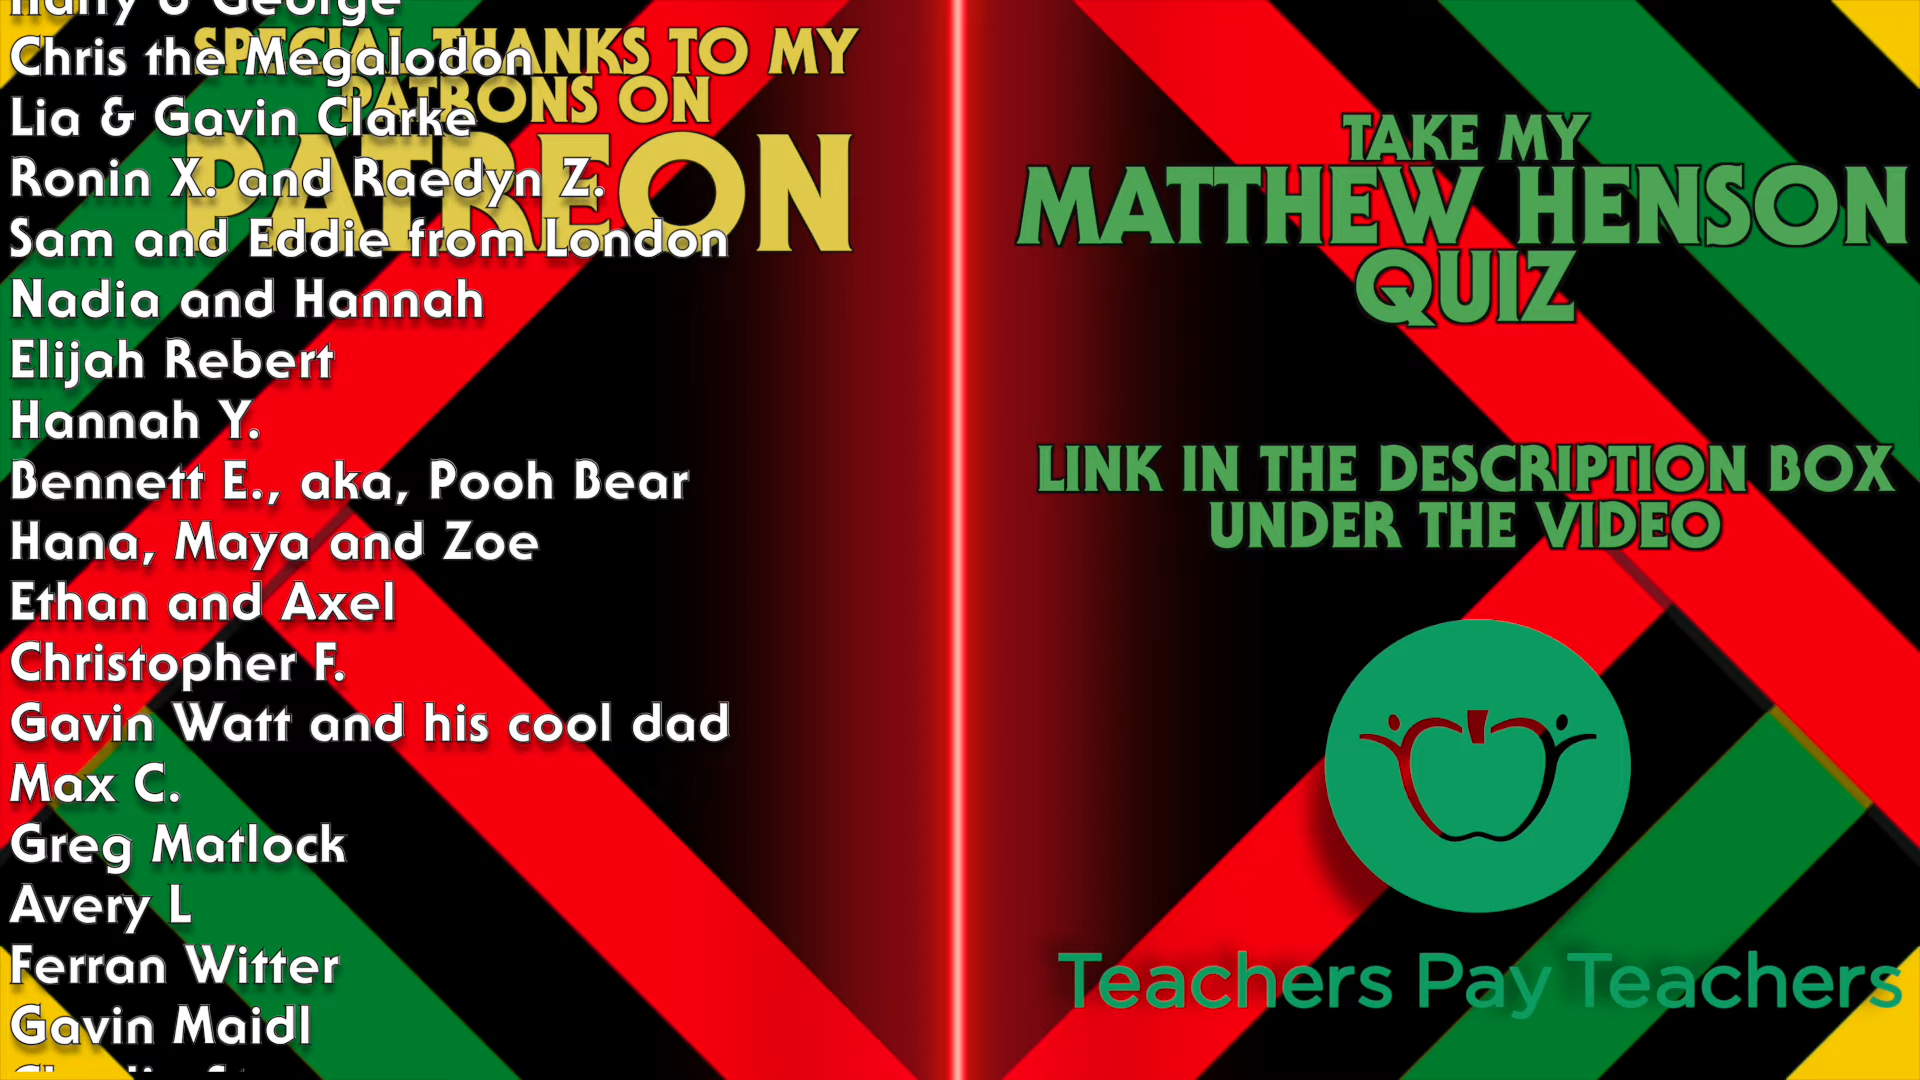 Harry & George
Chris the Megalodon
Lia & Gavin Clarke
Ronin X. and Raedyn Z.
Sam and Eddie from London
Nadia and Hannah
Elijah Rebert
Hannah Y.
Bennett E., aka, Pooh Bear
Hana, Maya and Zoe
Ethan and Axel
Christopher F.
Gavin Watt and his cool dad
Max C.
Greg Matlock
Avery L
Ferran Witter
Gavin Maidl
SPECIAL THANKS TO MY
PATRONS ON
PATREON
TAKE MY
MATTHEW HENSON
QUIZ
LINK IN THE DESCRIPTION BOX
UNDER THE VIDEO
Teachers Pay Teachers